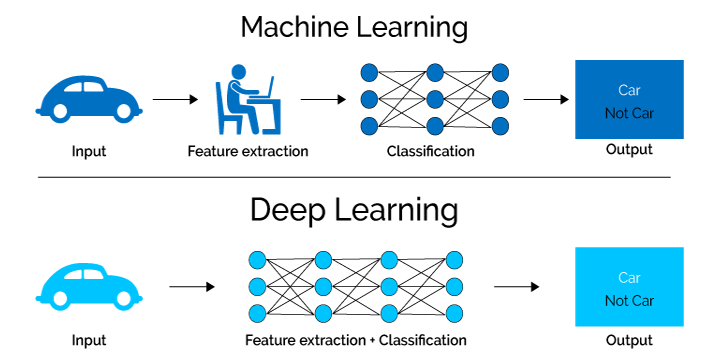 Machine Learning
Car
Not Car
Input
Feature extraction
Classification
Output
Deep Learning
Car
Not Car
Input
Feature extraction + Classification
Output